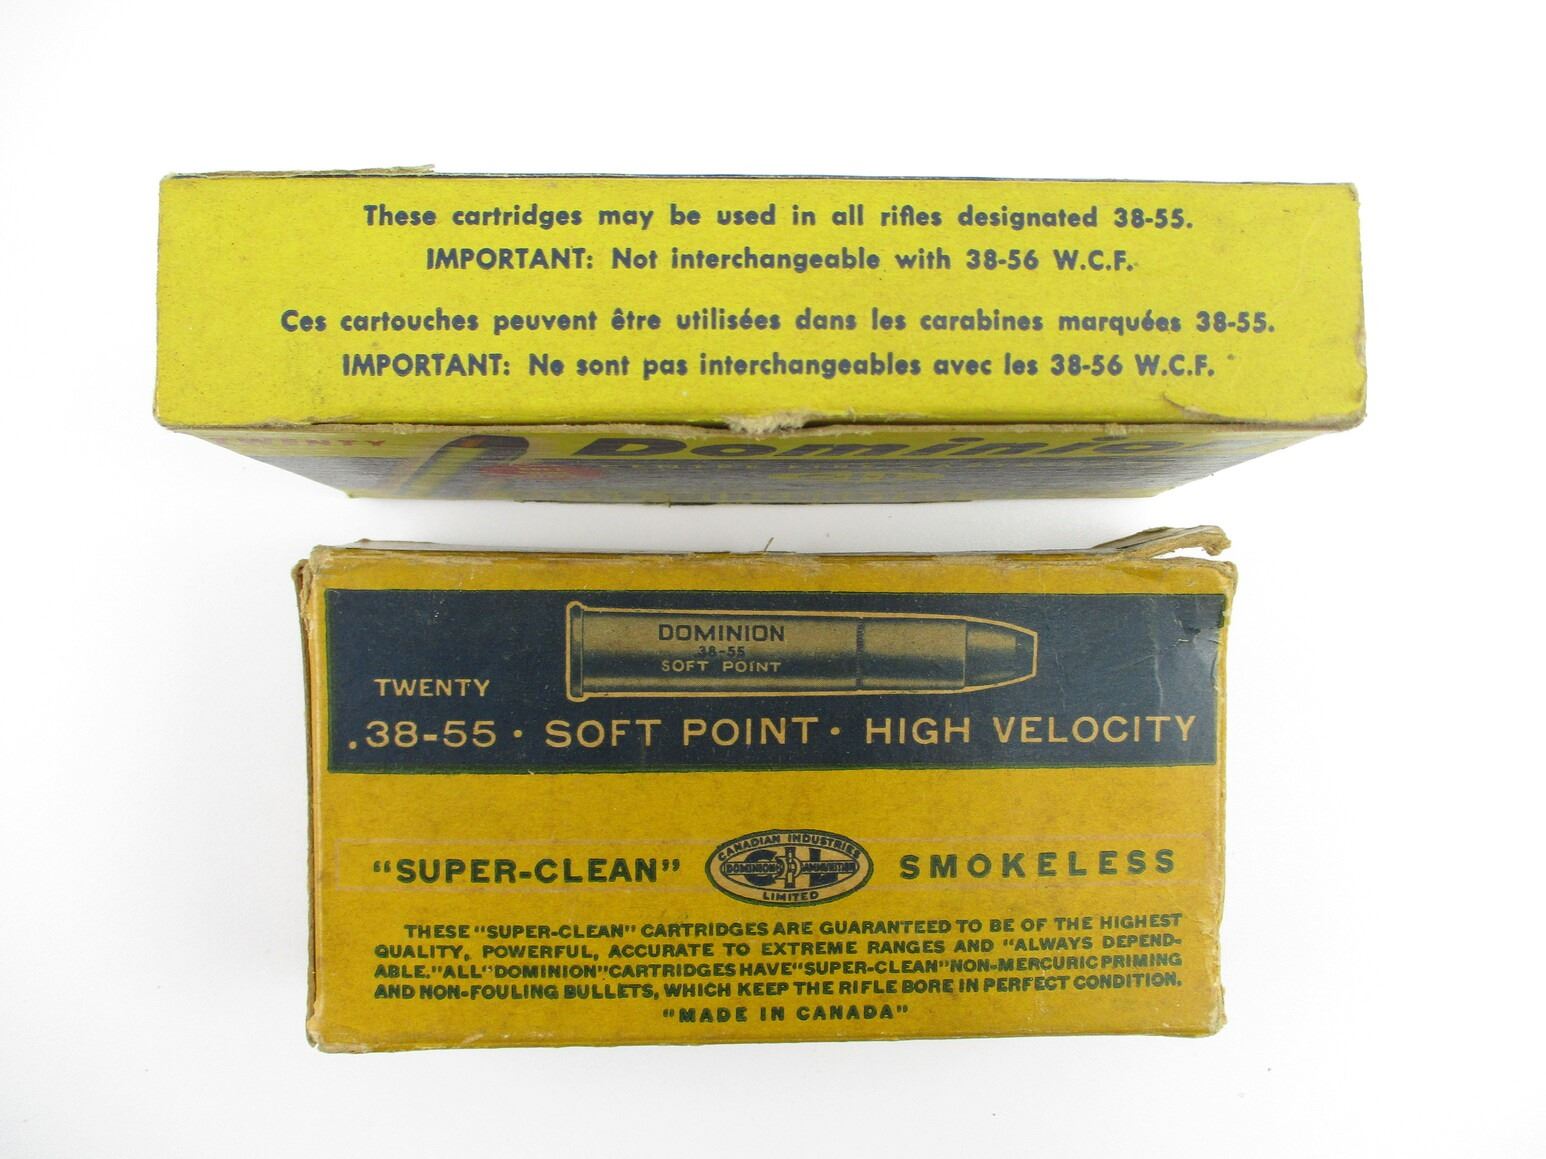 These cartridges may be used in all rifles designated 38-55.
IMPORTANT: Not interchangeable with 38-56 W.C.F.
Ces cartouches peuvent être utilisées dans les carabines marquées 38-55.
IMPORTANT: Ne sont pas interchangeables avec les 38-56 W.C.F.
TWENTY
Dominio
DOMINION
38-55
SOFT POINT
TWENTY
.38-55 · SOFT POINT · HIGH VELOCITY
"SUPER-CLEAN"
CANADIAN INDUSTRIES
CIL
DOMINION AMMUNITION
LIMITED
SMOKELESS
THESE "SUPER-CLEAN" CARTRIDGES ARE GUARANTEED TO BE OF THE HIGHEST
QUALITY, POWERFUL, ACCURATE TO EXTREME RANGES AND "ALWAYS DEPEND-
ABLE." ALL "DOMINION" CARTRIDGES HAVE "SUPER-CLEAN" NON-MERCURIC PRIMING
AND NON-FOULING BULLETS, WHICH KEEP THE RIFLE BORE IN PERFECT CONDITION.
"MADE IN CANADA"